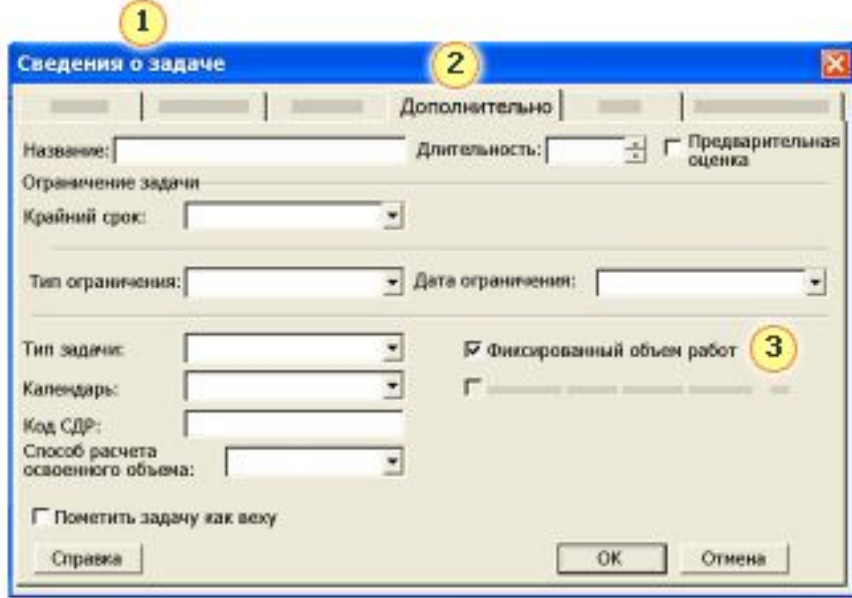 1
Сведения о задаче
2
Дополнительно
Название:
Длительность:
Предварительная
оценка
Ограничение задачи
Крайний срок:
Тип ограничения:
Дата ограничения:
Тип задачи:
Фиксированный объем работ
3
Календарь:
Код СДР:
Способ расчета
освоенного объема:
Пометить задачу как веху
Справка
OK
Отмена